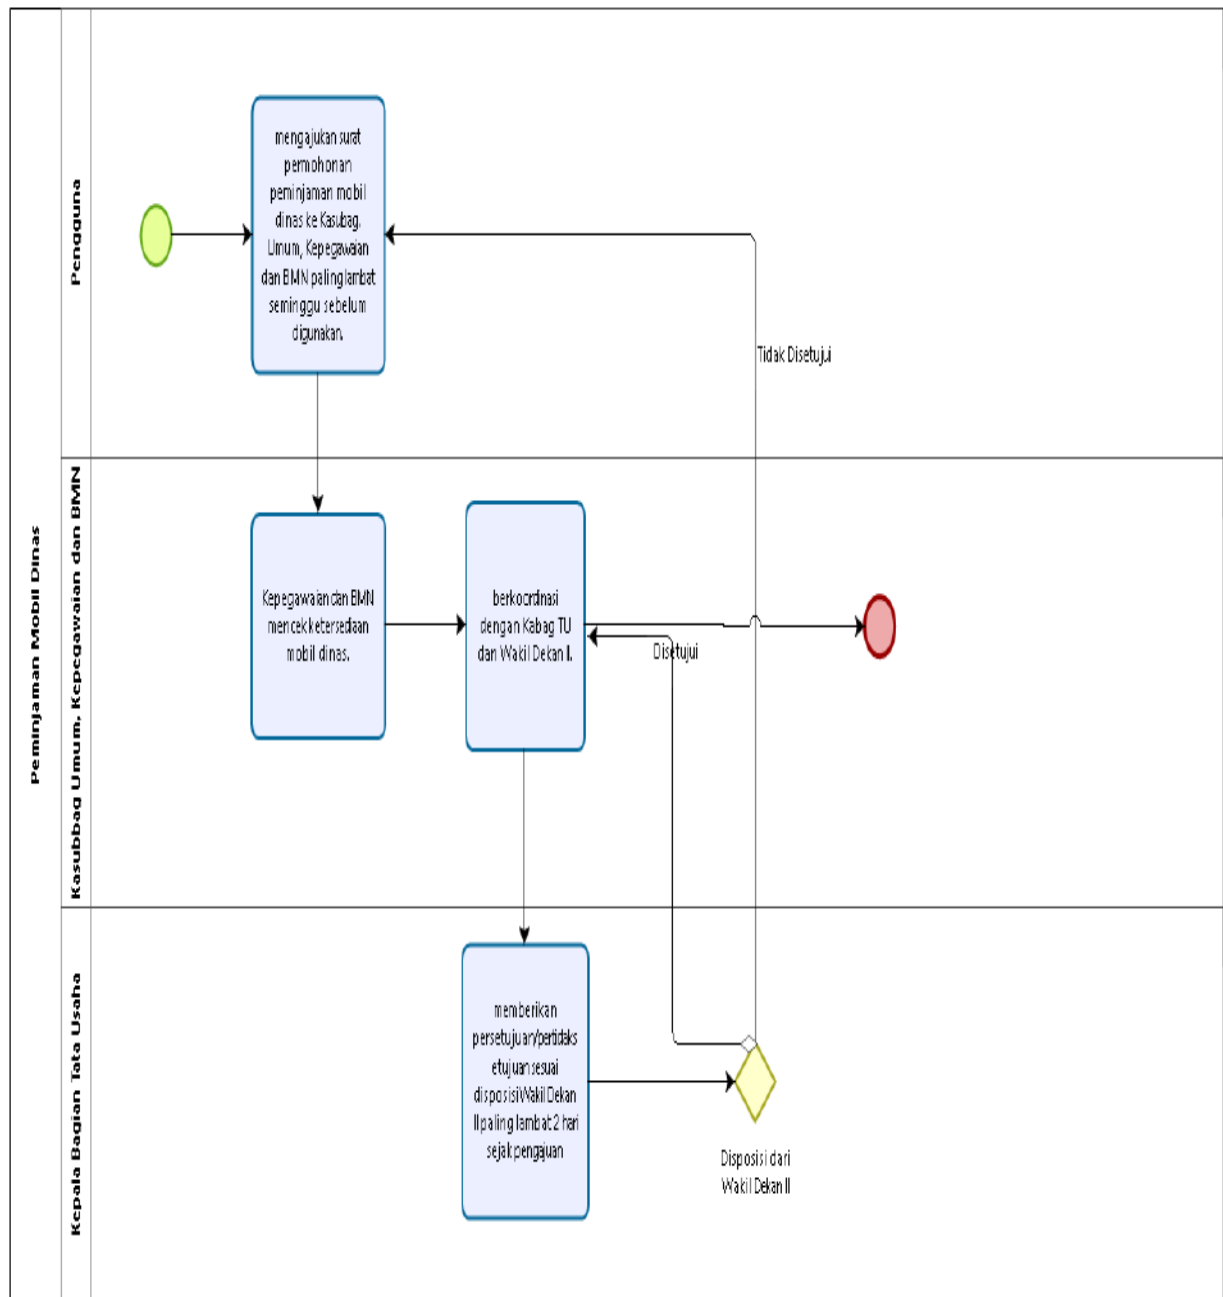 Peminjaman Mobil Dinas
Pengguna
mengajukan surat
permohonan
peminjaman mobil
dinas ke Kasubag.
Umum, Kepegawaian
dan BMN paling lambat
seminggu sebelum
digunakan.
Tidak Disetujui
Kasubbag Umum, Kepegawaian dan BMN
Kepegawaian dan BMN
mencek ketersediaan
mobil dinas.
berkoordinasi
dengan Kabag TU
dan Wakil Dekan II.
Disetujui
Kepala Bagian Tata Usaha
memberikan
persetujuan/pertidaks
etujuan sesuai
disposisi Wakil Dekan
II paling lambat 2 hari
sejak pengajuan
Disposisi dari
Wakil Dekan II